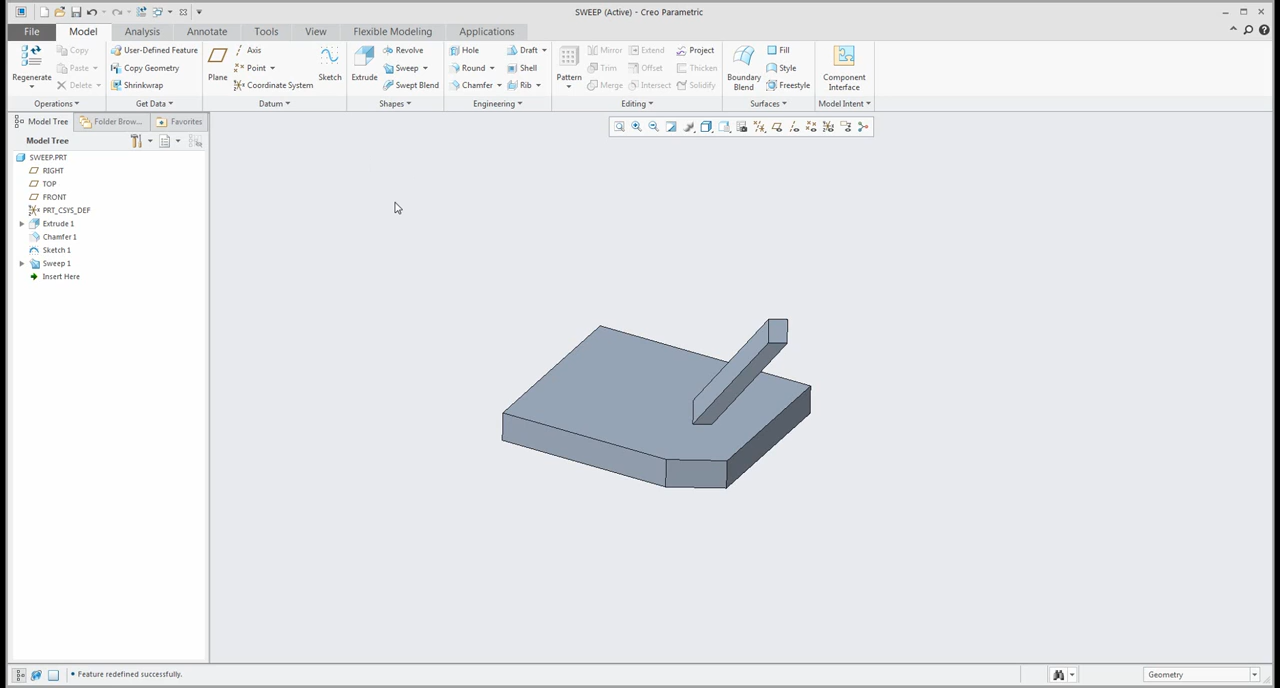 SWEEP (Active) - Creo Parametric
File Model Analysis Annotate Tools View Flexible Modeling Applications
Regenerate
Copy
Paste
Delete
Operations
User-Defined Feature
Copy Geometry
Shrinkwrap
Get Data
Plane
Axis
Point
Coordinate System
Sketch
Datum
Extrude
Revolve
Sweep
Swept Blend
Shapes
Hole
Round
Chamfer
Draft
Shell
Rib
Engineering
Pattern
Mirror
Trim
Merge
Extend
Offset
Intersect
Project
Thicken
Solidify
Editing
Boundary
Blend
Fill
Style
Freestyle
Surfaces
Component
Interface
Model Intent
Model Tree
Folder Brow...
Favorites
Model Tree
SWEEP.PRT
RIGHT
TOP
FRONT
PRT_CSYS_DEF
Extrude 1
Chamfer 1
Sketch 1
Sweep 1
Insert Here
• Feature redefined successfully.
Geometry